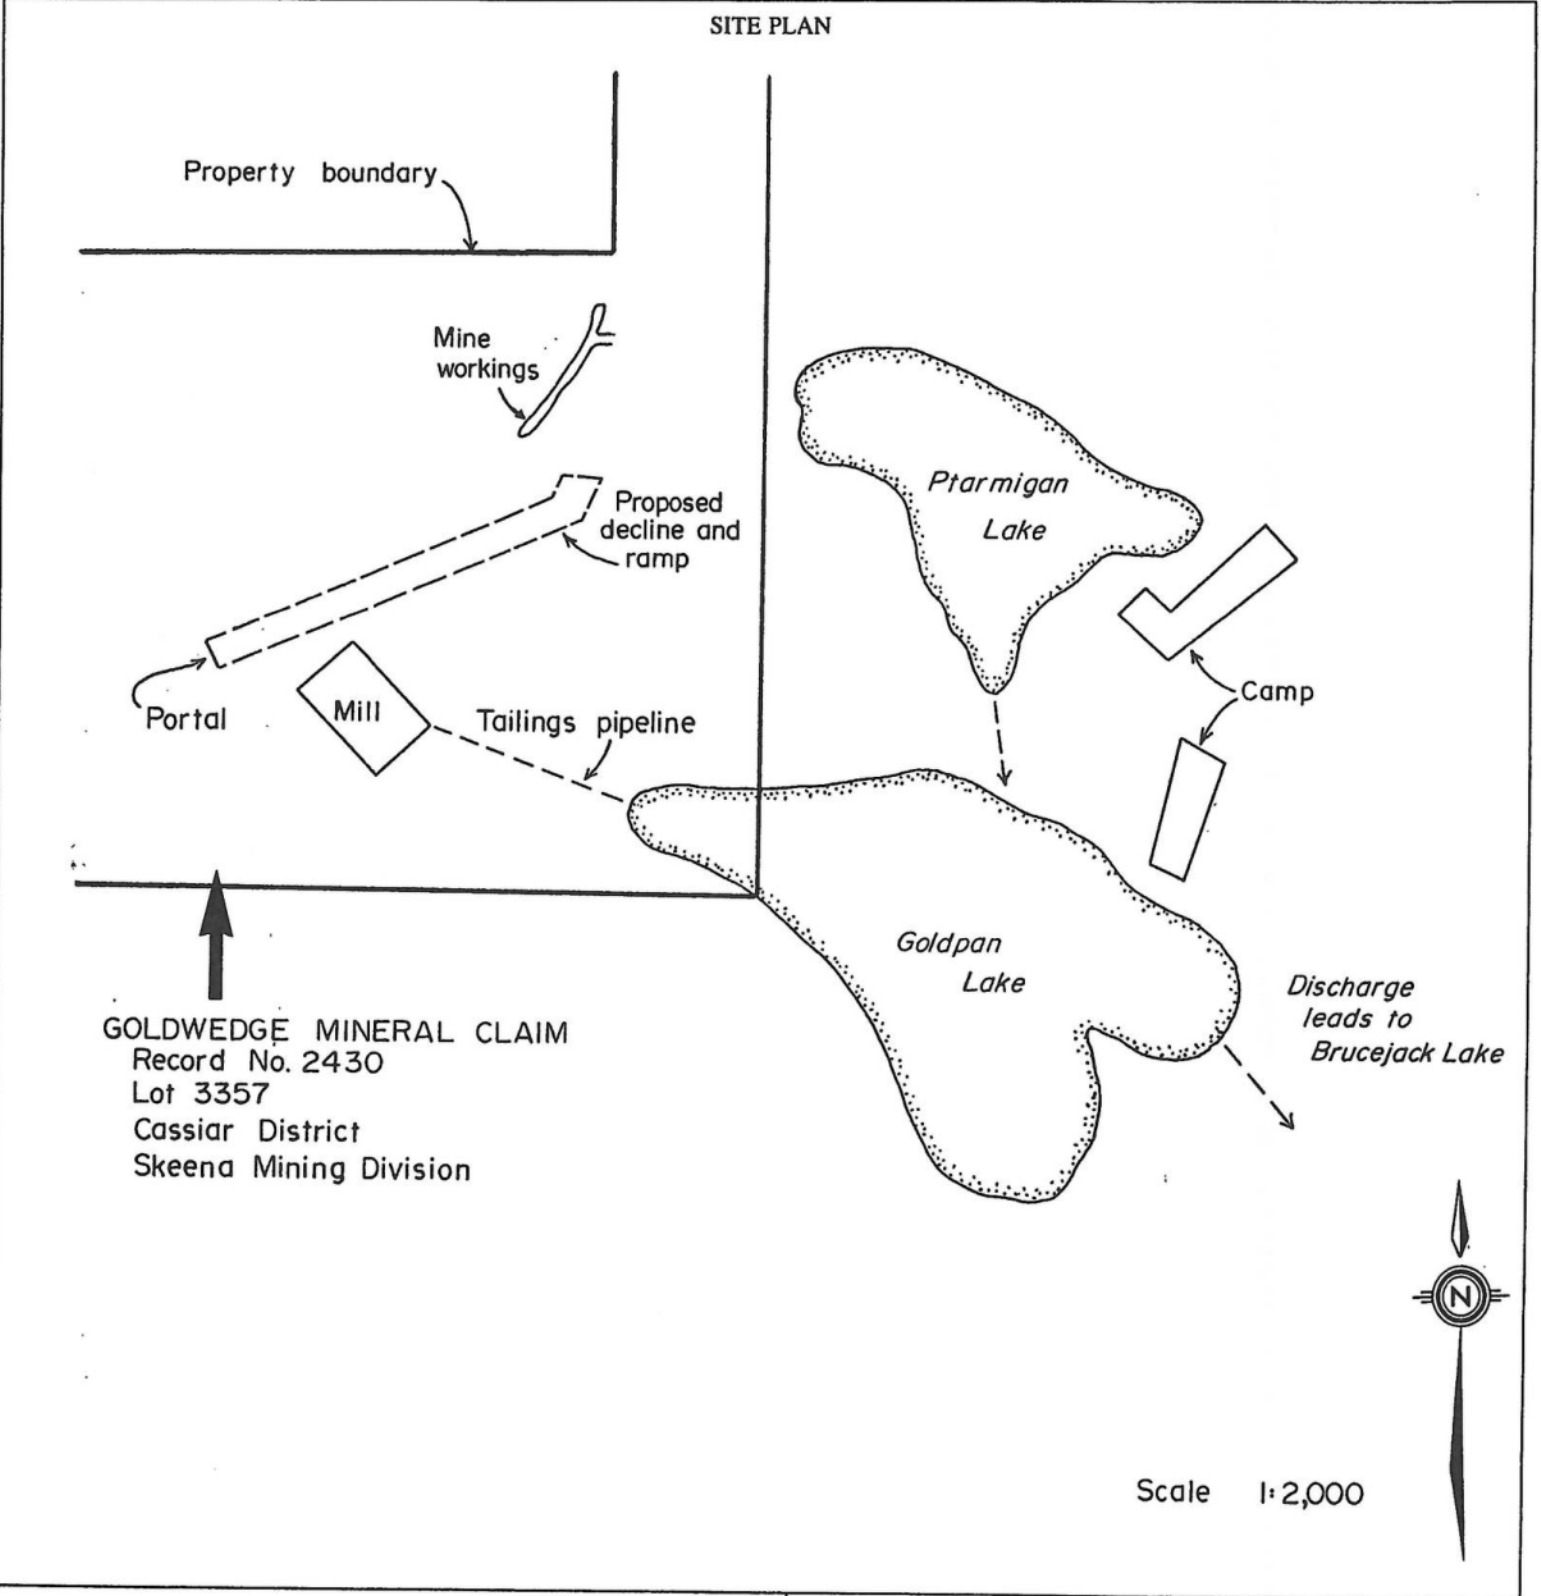 SITE PLAN
Property boundary
Mine
workings
Ptarmigan
Lake
Proposed
decline and
ramp
Portal
Mill
Tailings pipeline
Camp
Goldpan
Lake
Discharge
leads to
Brucejack Lake
GOLDWEDGE MINERAL CLAIM
Record No. 2430
Lot 3357
Cassiar District
Skeena Mining Division
N
Scale 1:2,000